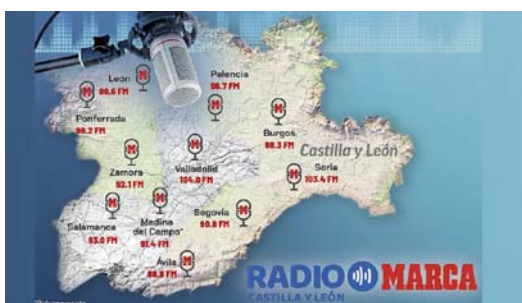 León
88.6 FM
Palencia
96.7 FM
Ponferrada
98.2 FM
Burgos
98.3 FM
Castilla y León
Zamora
92.1 FM
Valladolid
104.8 FM
Soria
103.4 FM
Salamanca
93.0 FM
Medina
del Campo*
91.4 FM
Segovia
90.8 FM
Ávila
RADIO MARCA
CASTILLA Y LEÓN